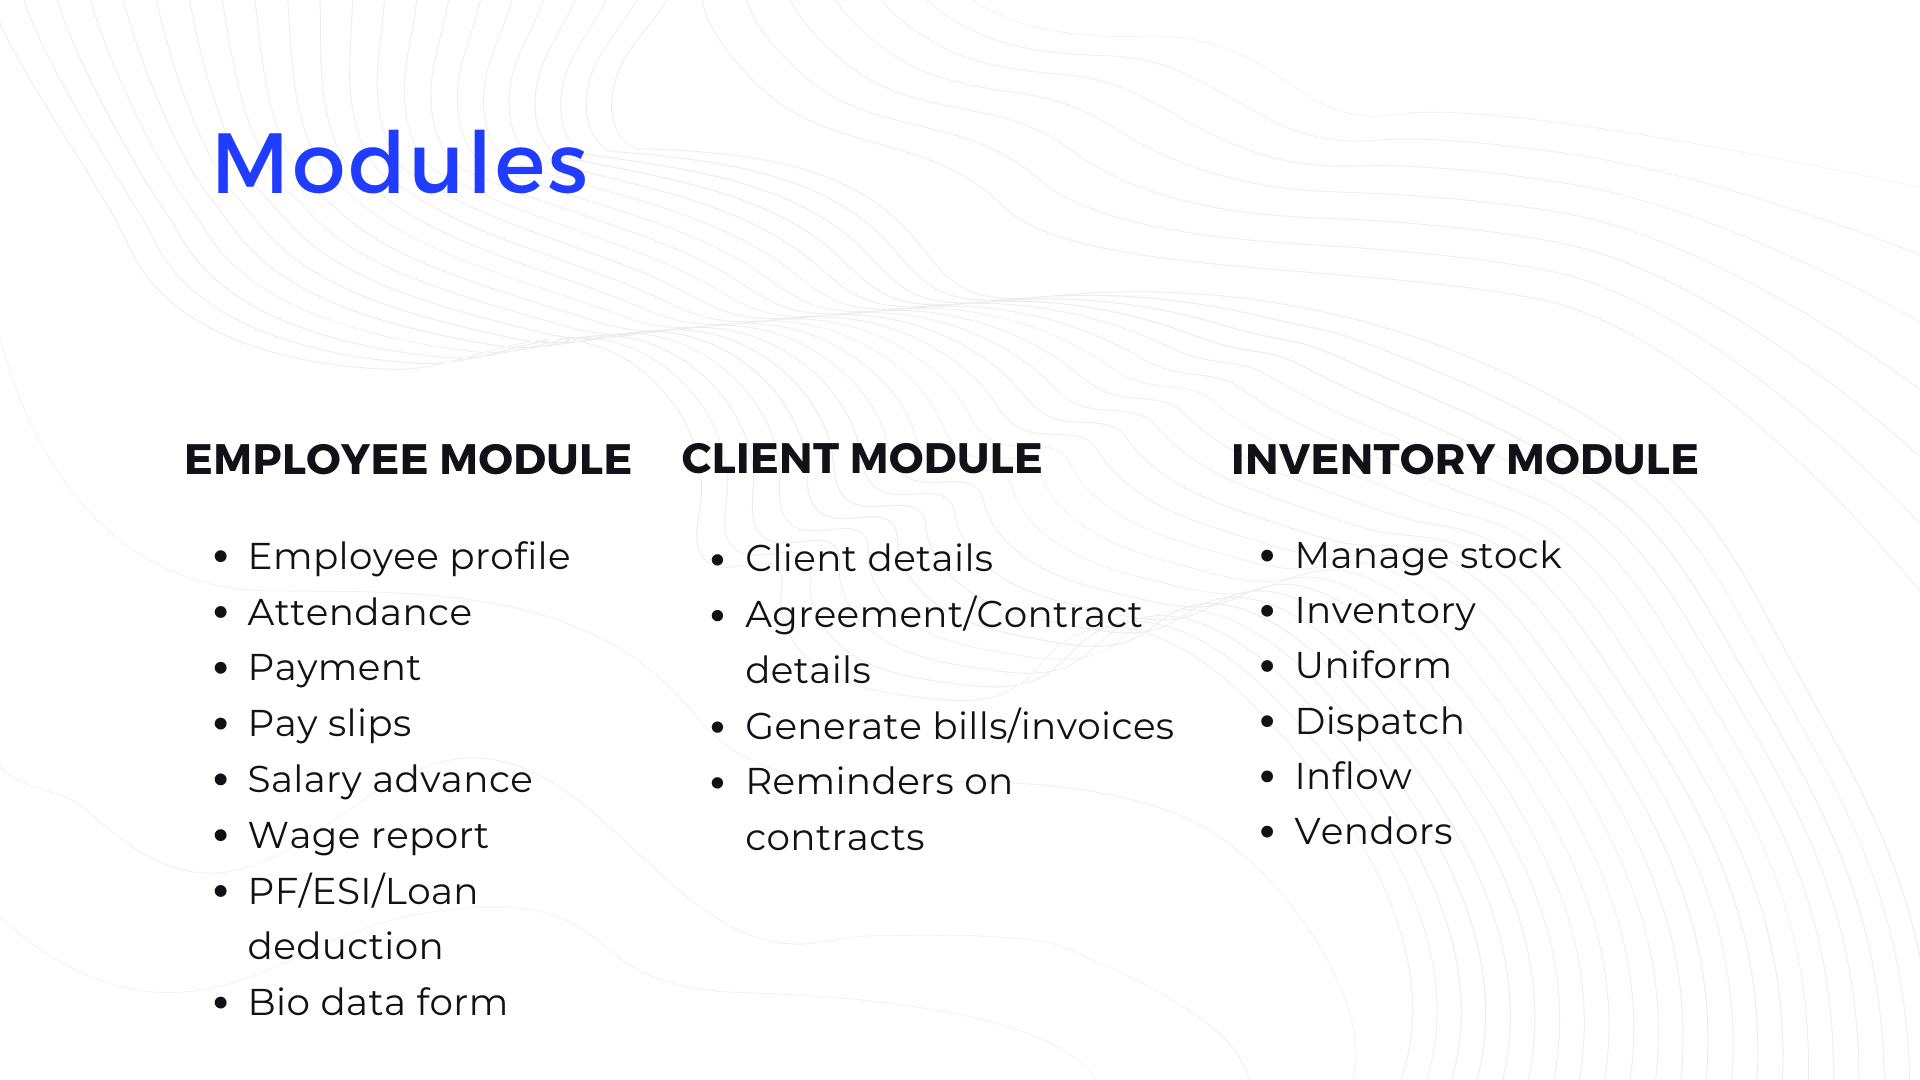 Modules
EMPLOYEE MODULE
• Employee profile
• Attendance
• Payment
• Pay slips
• Salary advance
• Wage report
• PF/ESI/Loan
deduction
• Bio data form
CLIENT MODULE
• Client details
• Agreement/Contract
details
• Generate bills/invoices
• Reminders on
contracts
INVENTORY MODULE
• Manage stock
• Inventory
• Uniform
• Dispatch
• Inflow
• Vendors